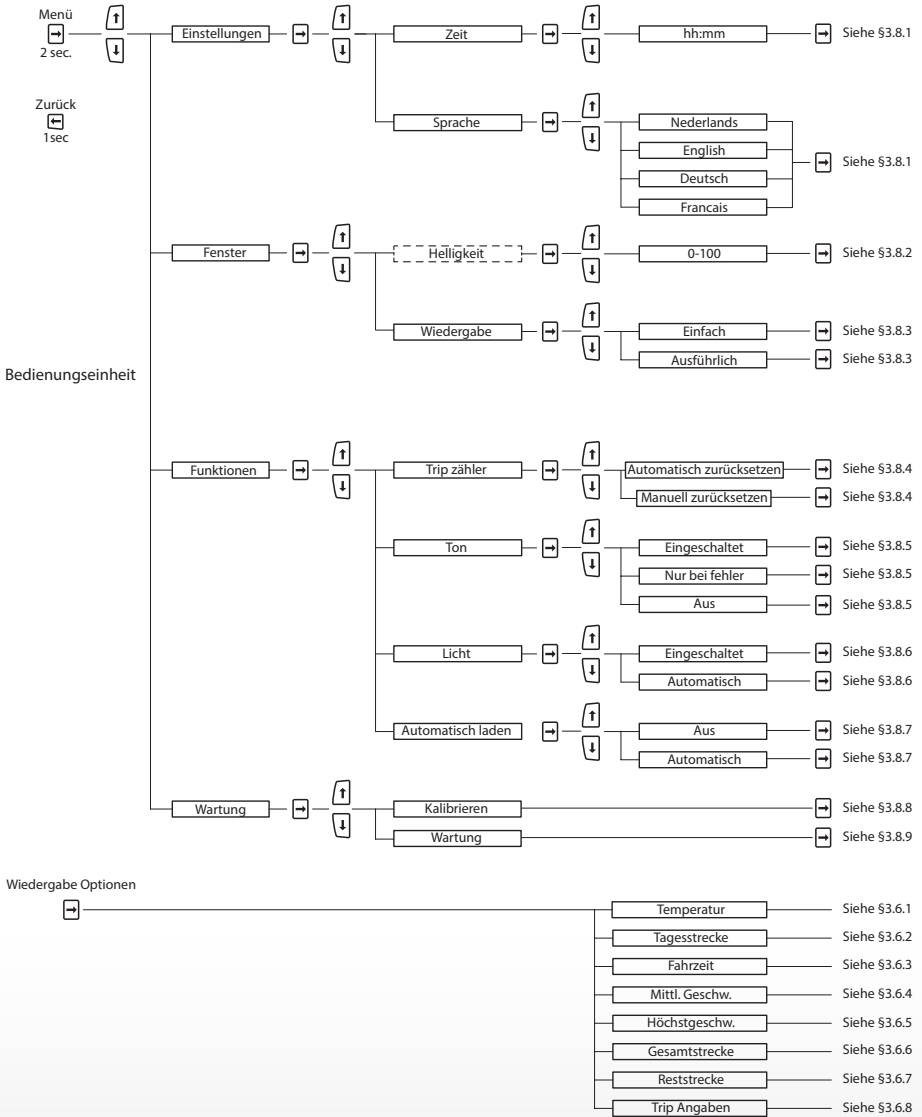 Menü
2 sec.
Zurück
1sec
Einstellungen
Zeit
hh:mm
Siehe §3.8.1
Sprache
Nederlands
English
Deutsch
Francais
Siehe §3.8.1
Fenster
Helligkeit
0-100
Siehe §3.8.2
Wiedergabe
Einfach
Siehe §3.8.3
Ausführlich
Siehe §3.8.3
Bedienungseinheit
Funktionen
Trip zähler
Automatisch zurücksetzen
Siehe §3.8.4
Manuell zurücksetzen
Siehe §3.8.4
Ton
Eingeschaltet
Siehe §3.8.5
Nur bei fehler
Siehe §3.8.5
Aus
Siehe §3.8.5
Licht
Eingeschaltet
Siehe §3.8.6
Automatisch
Siehe §3.8.6
Automatisch laden
Aus
Siehe §3.8.7
Automatisch
Siehe §3.8.7
Wartung
Kalibrieren
Siehe §3.8.8
Wartung
Siehe §3.8.9
Wiedergabe Optionen
Temperatur
Siehe §3.6.1
Tagesstrecke
Siehe §3.6.2
Fahrzeit
Siehe §3.6.3
Mittl. Geschw.
Siehe §3.6.4
Höchstgeschw.
Siehe §3.6.5
Gesamtstrecke
Siehe §3.6.6
Reststrecke
Siehe §3.6.7
Trip Angaben
Siehe §3.6.8